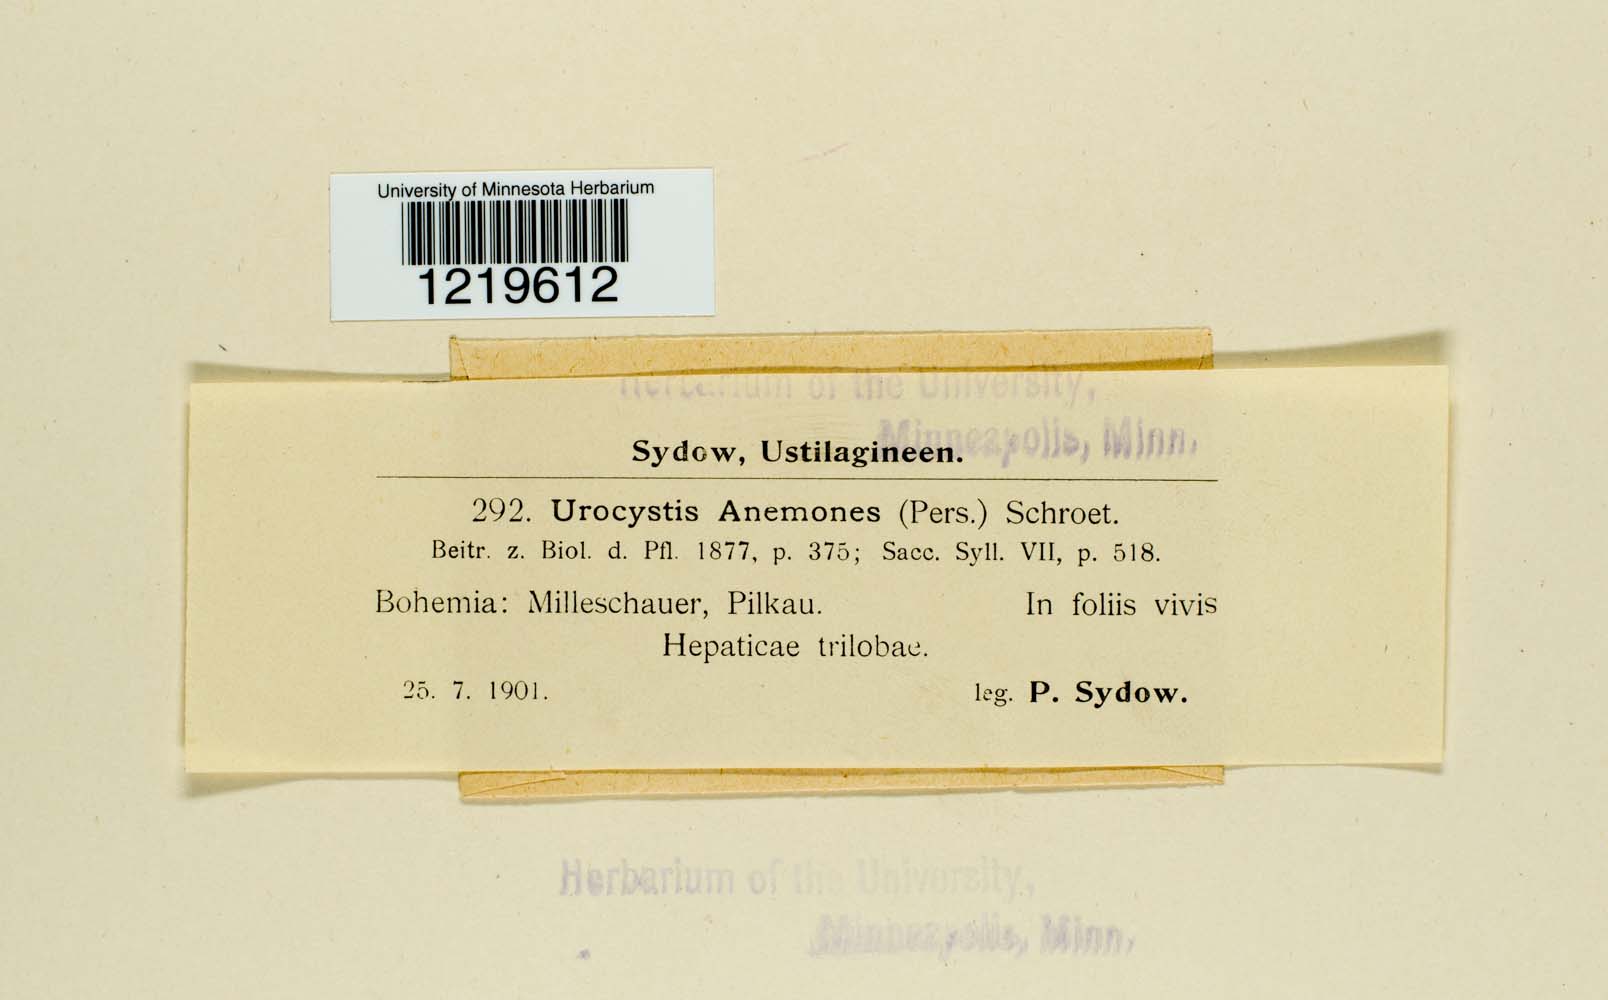 University of Minnesota Herbarium
1219612
Herbarium of the University,
Minneapolis, Minn.
Sydow, Ustilagineen.
292. Urocystis Anemones (Pers.) Schroet.
Beitr. z. Biol. d. Pfl. 1877, p. 375; Sacc. Syll. VII, p. 518.
Bohemia: Milleschauer, Pilkau. In foliis vivis
Hepaticae trilobae.
25. 7. 1901. leg. P. Sydow.
Herbarium of the University,
Minneapolis, Minn.